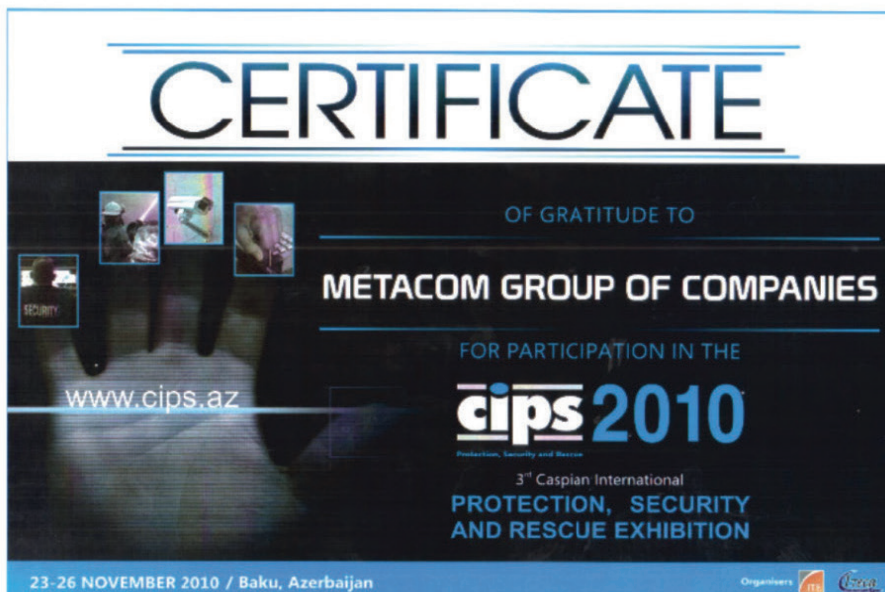 CERTIFICATE
OF GRATITUDE TO
METACOM GROUP OF COMPANIES
FOR PARTICIPATION IN THE
SECURITY
www.cips.az
cips 2010
Protection, Security and Rescue
3rd Caspian International
PROTECTION, SECURITY
AND RESCUE EXHIBITION
23-26 NOVEMBER 2010 / Baku, Azerbaijan
Organisers
ITE